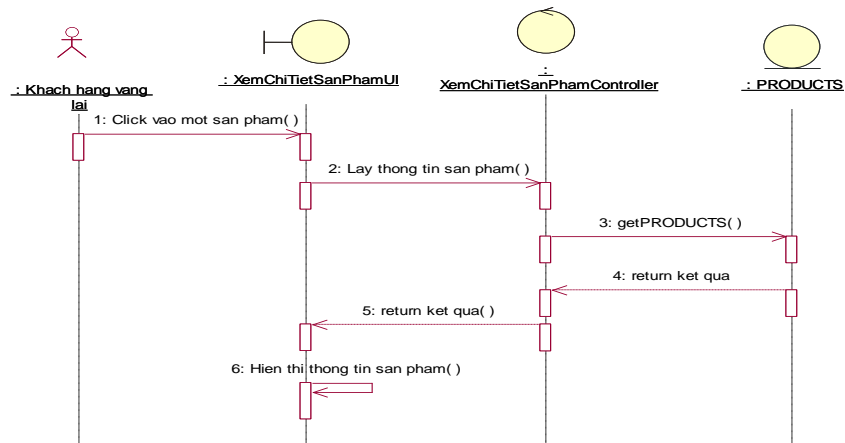 : Khach hang vang
lai
: XemChiTietSanPhamUI
:
XemChiTietSanPhamController
: PRODUCTS
1: Click vao mot san pham( )
2: Lay thong tin san pham( )
3: getPRODUCTS( )
4: return ket qua
5: return ket qua( )
6: Hien thi thong tin san pham( )